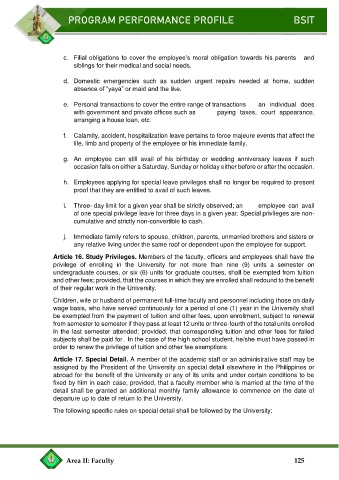 PROGRAM PERFORMANCE PROFILE BSIT
c. Filial obligations to cover the employee's moral obligation towards his parents and
siblings for their medical and social needs.
d. Domestic emergencies such as sudden urgent repairs needed at home, sudden
absence of "yaya" or maid and the like.
e. Personal transactions to cover the entire range of transactions an individual does
with government and private offices such as paying taxes, court appearance,
arranging a house loan, etc.
f. Calamity, accident, hospitalization leave pertains to force majeure events that affect the
life, limb and property of the employee or his immediate family.
g. An employee can still avail of his birthday or wedding anniversary leaves if such
occasion falls on either a Saturday, Sunday or holiday either before or after the occasion.
h. Employees applying for special leave privileges shall no longer be required to present
proof that they are entitled to avail of such leaves.
i. Three- day limit for a given year shall be strictly observed; an employee can avail
of one special privilege leave for three days in a given year. Special privileges are non-
cumulative and strictly non-convertible to cash.
j. Immediate family refers to spouse, children, parents, unmarried brothers and sisters or
any relative living under the same roof or dependent upon the employee for support.
Article 16. Study Privileges. Members of the faculty, officers and employees shall have the
privilege of enrolling in the University for not more than nine (9) units a semester on
undergraduate courses, or six (6) units for graduate courses, shall be exempted from tuition
and other fees; provided, that the courses in which they are enrolled shall redound to the benefit
of their regular work in the University.
Children, wife or husband of permanent full-time faculty and personnel including those on daily
wage basis, who have served continuously for a period of one (1) year in the University shall
be exempted from the payment of tuition and other fees, upon enrollment, subject to renewal
from semester to semester if they pass at least 12 units or three-fourth of the total units enrolled
in the last semester attended; provided, that corresponding tuition and other fees for failed
subjects shall be paid for. In the case of the high school student, he/she must have passed in
order to renew the privilege of tuition and other fee exemptions.
Article 17. Special Detail. A member of the academic staff or an administrative staff may be
assigned by the President of the University on special detail elsewhere in the Philippines or
abroad for the benefit of the University or any of its units and under certain conditions to be
fixed by him in each case, provided, that a faculty member who is married at the time of the
detail shall be granted an additional monthly family allowance to commence on the date of
departure up to date of return to the University.
The following specific rules on special detail shall be followed by the University:
Area II: Faculty 125